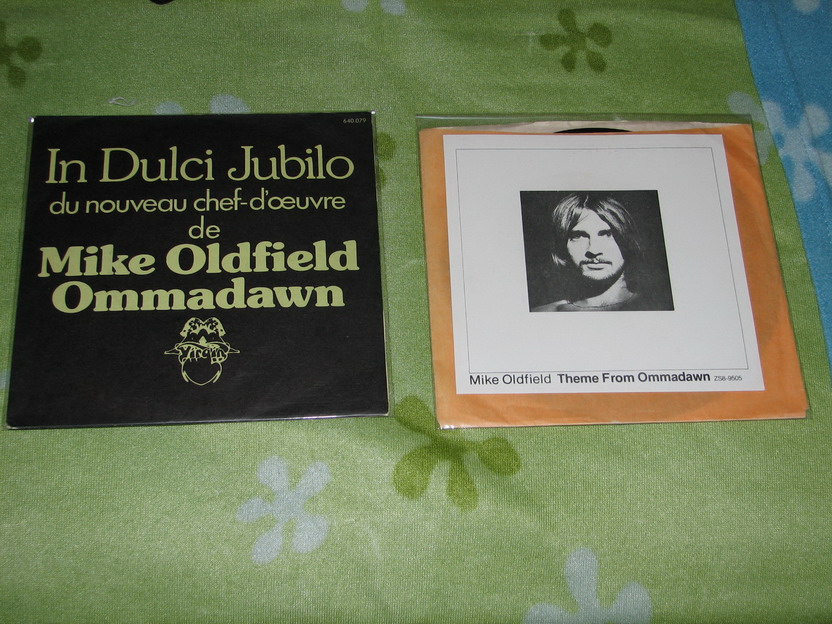 640.079
In Dulci Jubilo
du nouveau chef-d'œuvre
de
Mike Oldfield
Ommadawn
Virgin
Mike Oldfield Theme From Ommadawn ZS8-9505